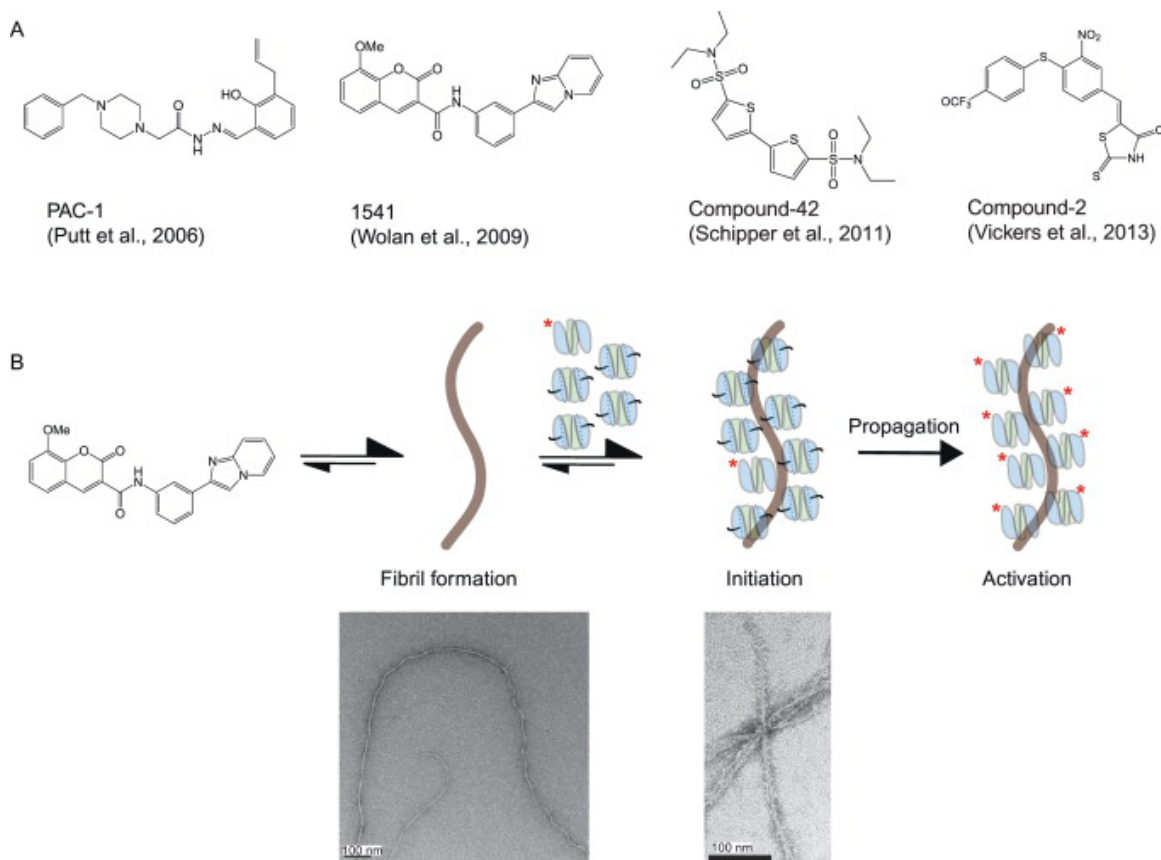 A
PAC-1
(Putt et al., 2006)
1541
(Wolan et al., 2009)
Compound-42
(Schipper et al., 2011)
Compound-2
(Vickers et al., 2013)
N
N
O
N
H
N
HO
OMe
O
O
H
N
O
N
N
N
O
S
O
S
S
O
S
N
O
NO₂
S
OCF₃
S
O
NH
S
B
OMe
O
O
H
N
O
N
N
*
*
*
*
*
*
*
*
*
Propagation
Fibril formation
Initiation
Activation
100 nm
100 nm